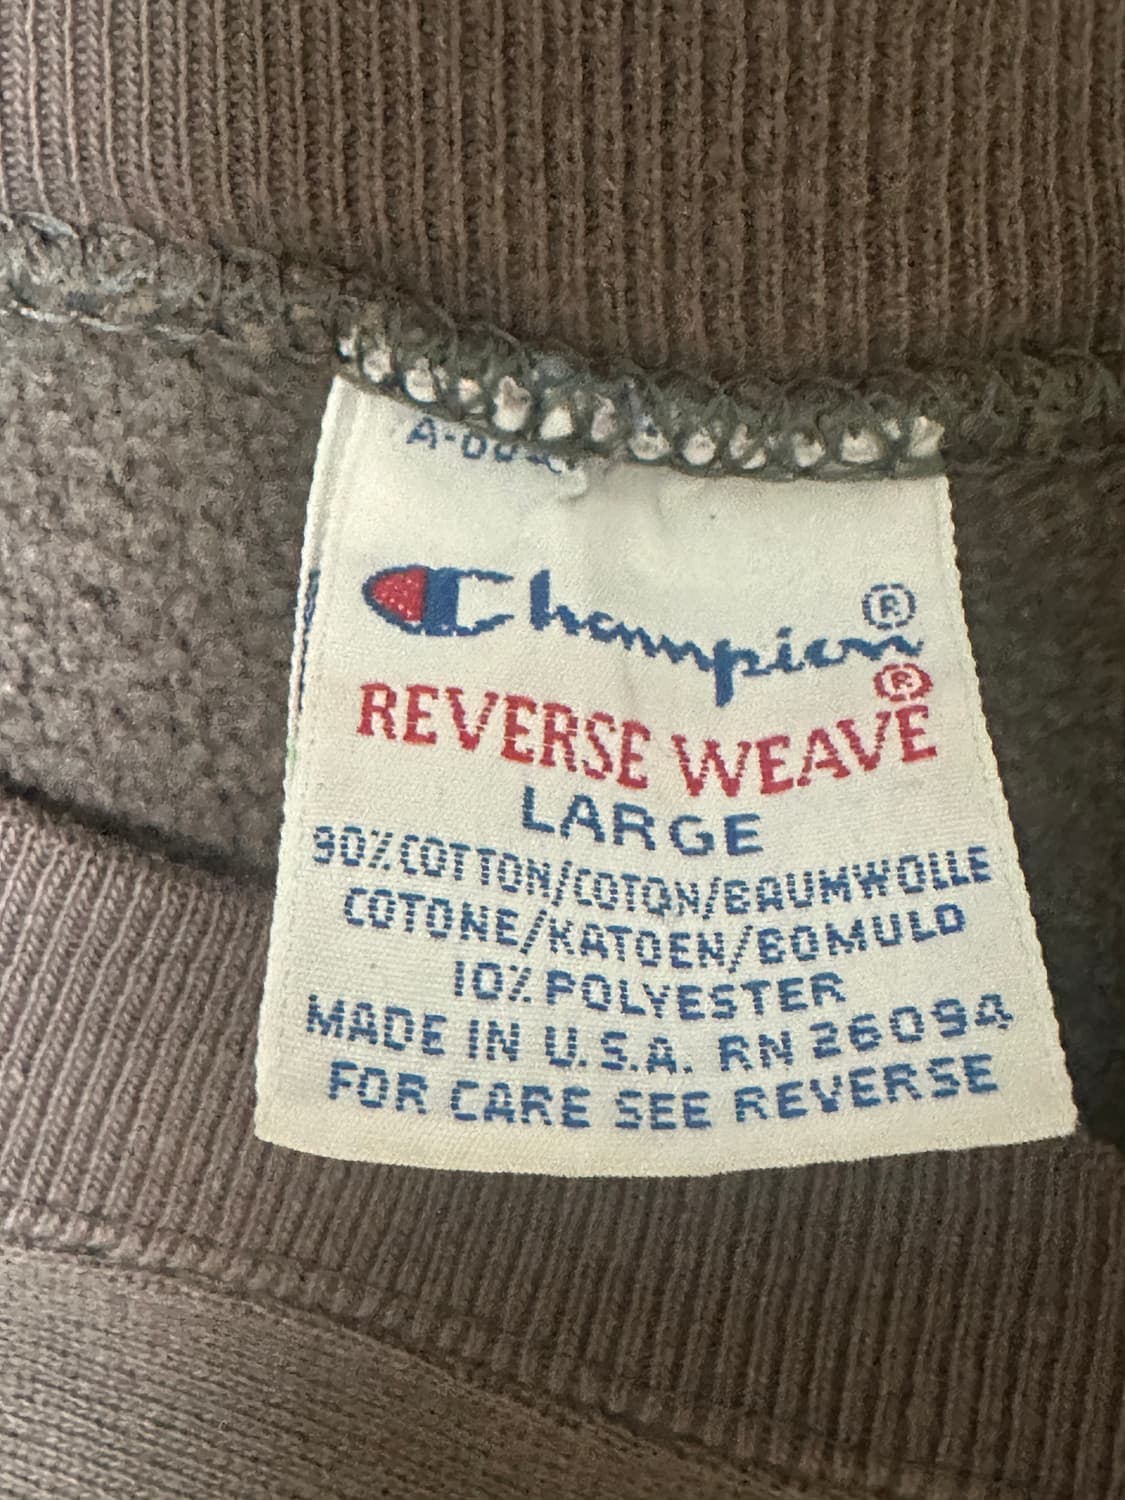 Champion®
REVERSE WEAVE®
LARGE
90% COTTON/COTON/BAUMWOLLE
COTONE/KATOEN/BOMULD
10% POLYESTER
MADE IN U.S.A. RN 26094
FOR CARE SEE REVERSE